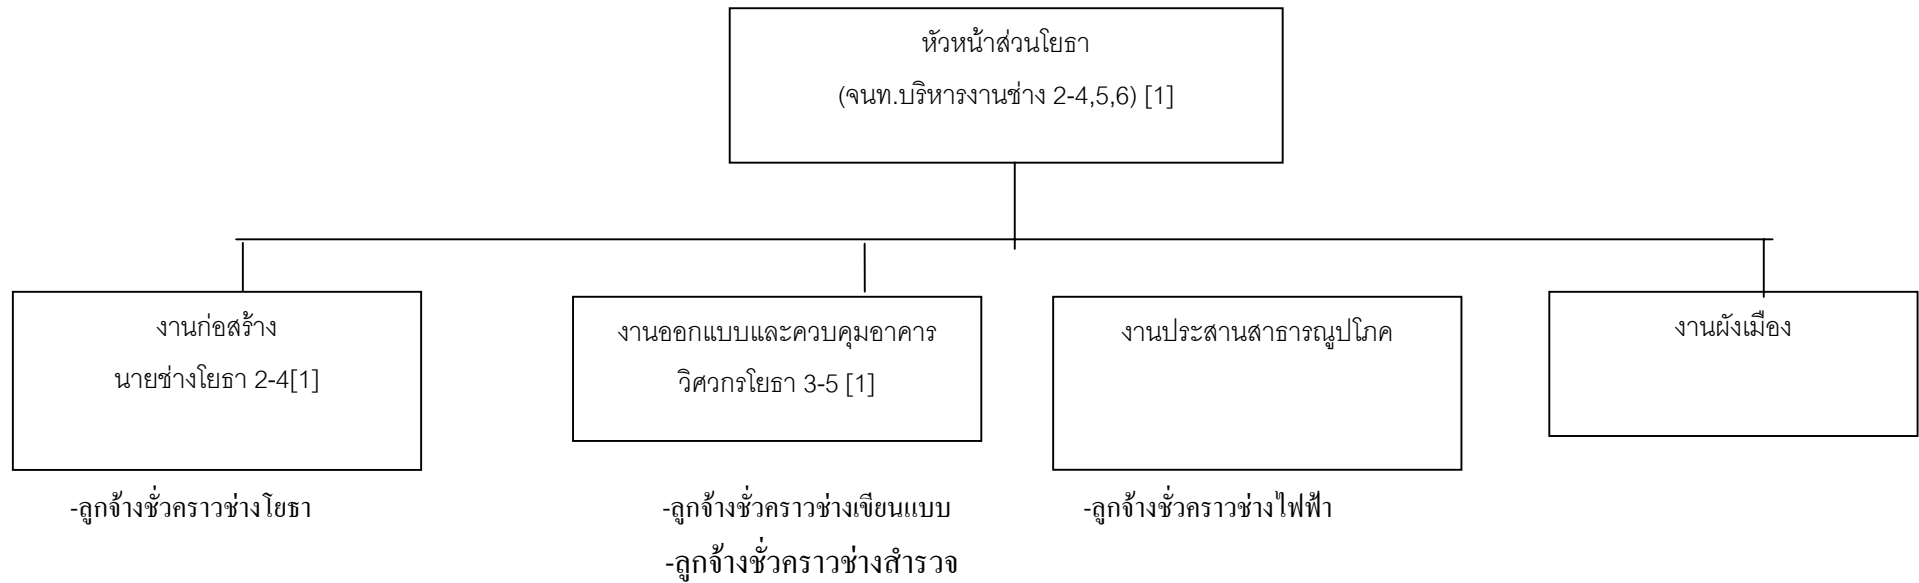 หัวหน้าส่วนโยธา
(จนท.บริหารงานช่าง 2-4,5,6) [1]
งานก่อสร้าง
นายช่างโยธา 2-4[1]
-ลูกจ้างชั่วคราวช่างโยธา
งานออกแบบและควบคุมอาคาร
วิศวกรโยธา 3-5 [1]
-ลูกจ้างชั่วคราวช่างเขียนแบบ
-ลูกจ้างชั่วคราวช่างสำรวจ
งานประสานสาธารณูปโภค
-ลูกจ้างชั่วคราวช่างไฟฟ้า
งานผังเมือง